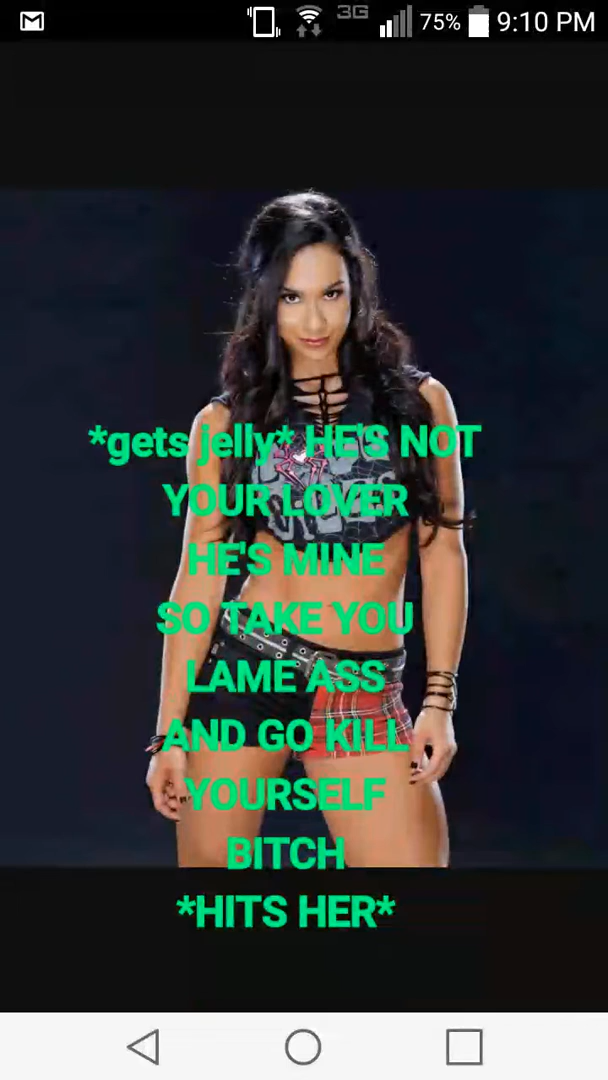 3G 75% 9:10 PM
*gets jelly* HE'S NOT
YOUR LOVER
HE'S MINE
SO TAKE YOU
LAME ASS
AND GO KILL
YOURSELF
BITCH
*HITS HER*